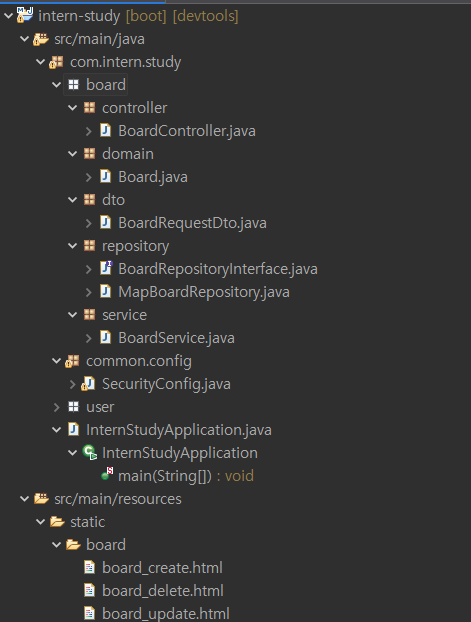 intern-study [boot] [devtools]
src/main/java
com.intern.study
board
controller
BoardController.java
domain
Board.java
dto
BoardRequestDto.java
repository
BoardRepositoryInterface.java
MapBoardRepository.java
service
BoardService.java
common.config
SecurityConfig.java
user
InternStudyApplication.java
InternStudyApplication
main(String[]) : void
src/main/resources
static
board
board_create.html
board_delete.html
board_update.html